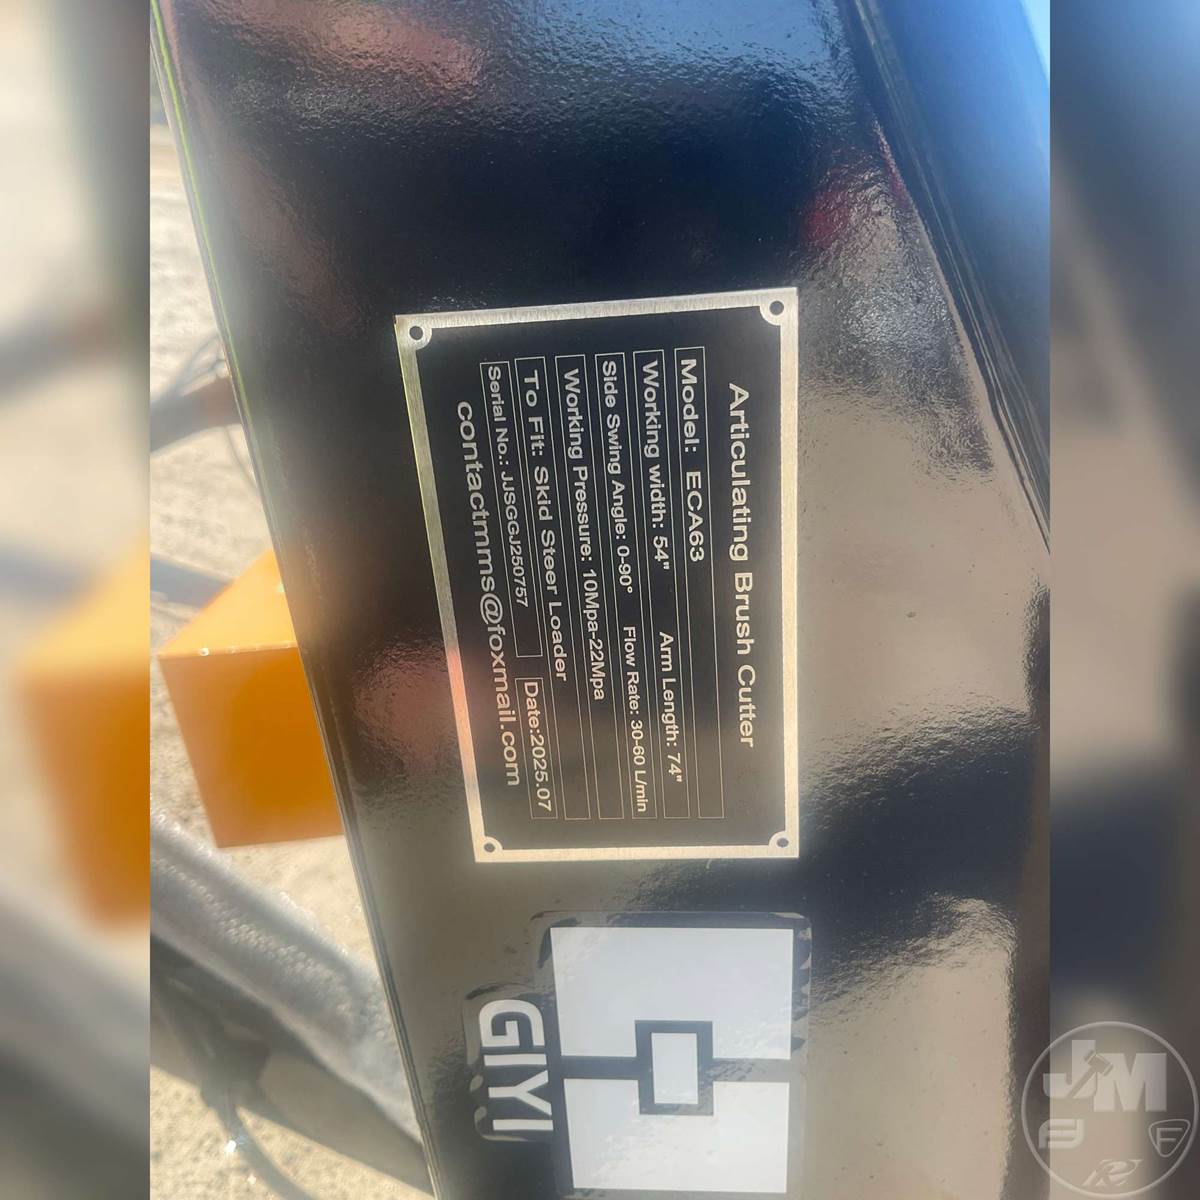 Articulating Brush Cutter
Model: ECA63
Working width: 54" Arm Length: 74"
Side Swing Angle: 0-90° Flow Rate: 30-60 L/min
Working Pressure: 10Mpa-22Mpa
To Fit: Skid Steer Loader
Serial No.: JJSGGJ250757 Date:2025.07
contactmms@foxmail.com
GIYI
JM